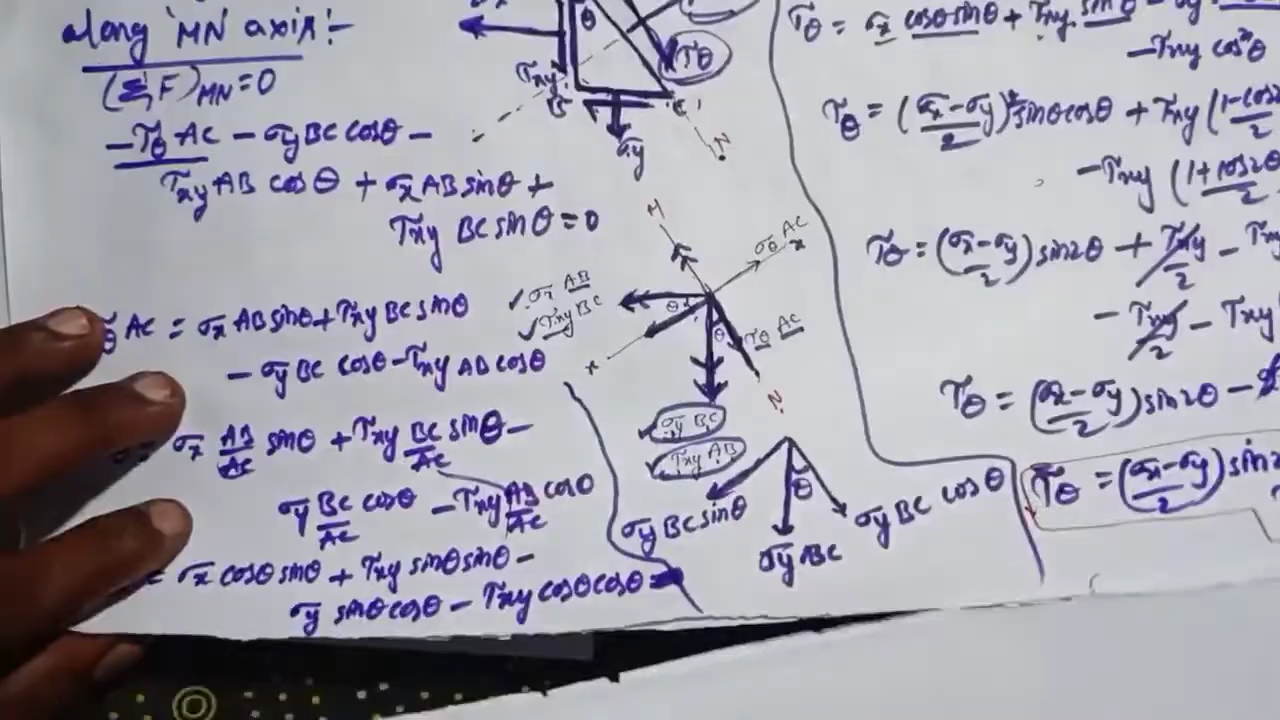 along MN axis:-
(ΣF)MN=0
-τθ AC - σy BC cosθ -
τxy AB cosθ + σx AB sinθ +
τxy BC sinθ = 0
θ AC = σx AB sinθ + τxy BC sinθ
- σy BC cosθ - τxy AB cosθ
σx AB/AC sinθ + τxy BC/AC sinθ -
σy BC/AC cosθ - τxy AB/AC cosθ
= σx cosθ sinθ + τxy sinθ sinθ -
σy sinθ cosθ - τxy cosθ cosθ
θ
τθ
τxy
B
C
σy
N
M
σθ AC
x
σx AB
τxy BC
θ
θ
τθ AC
x
N
σy BC
τxy AB
θ
σy BC sinθ
σy BC cosθ
σy BC
τθ = σx cosθ sinθ + τxy sinθ - σy
- τxy cos²θ
τθ = (σx-σy/2) 2 sinθ cosθ + τxy (1-cos2
- τxy (1+cos2θ/2
τθ = (σx-σy/2) sin2θ + τxy/2 - τxy
- τxy/2 - τxy
τθ = (σx-σy/2) sin2θ -
τθ = (σx-σy/2) sin2